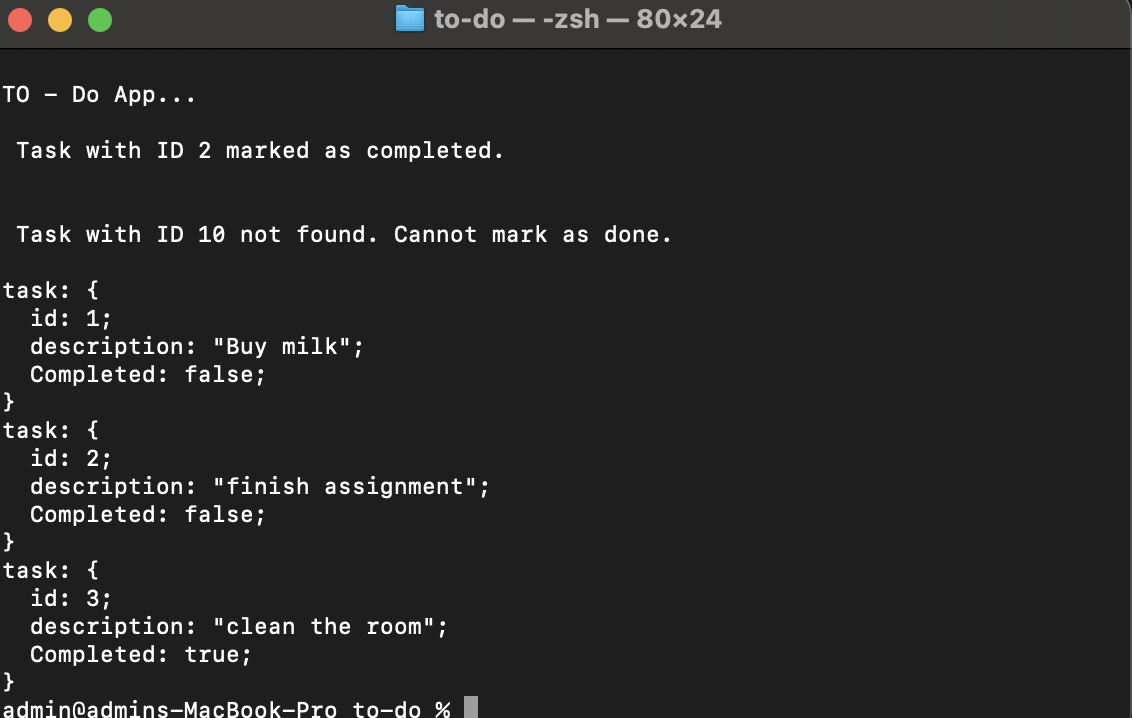 to-do — -zsh — 80×24
TO - Do App...
Task with ID 2 marked as completed.
Task with ID 10 not found. Cannot mark as done.
task: {
  id: 1;
  description: "Buy milk";
  Completed: false;
}
task: {
  id: 2;
  description: "finish assignment";
  Completed: false;
}
task: {
  id: 3;
  description: "clean the room";
  Completed: true;
}
admin@admins-MacBook-Pro to-do %